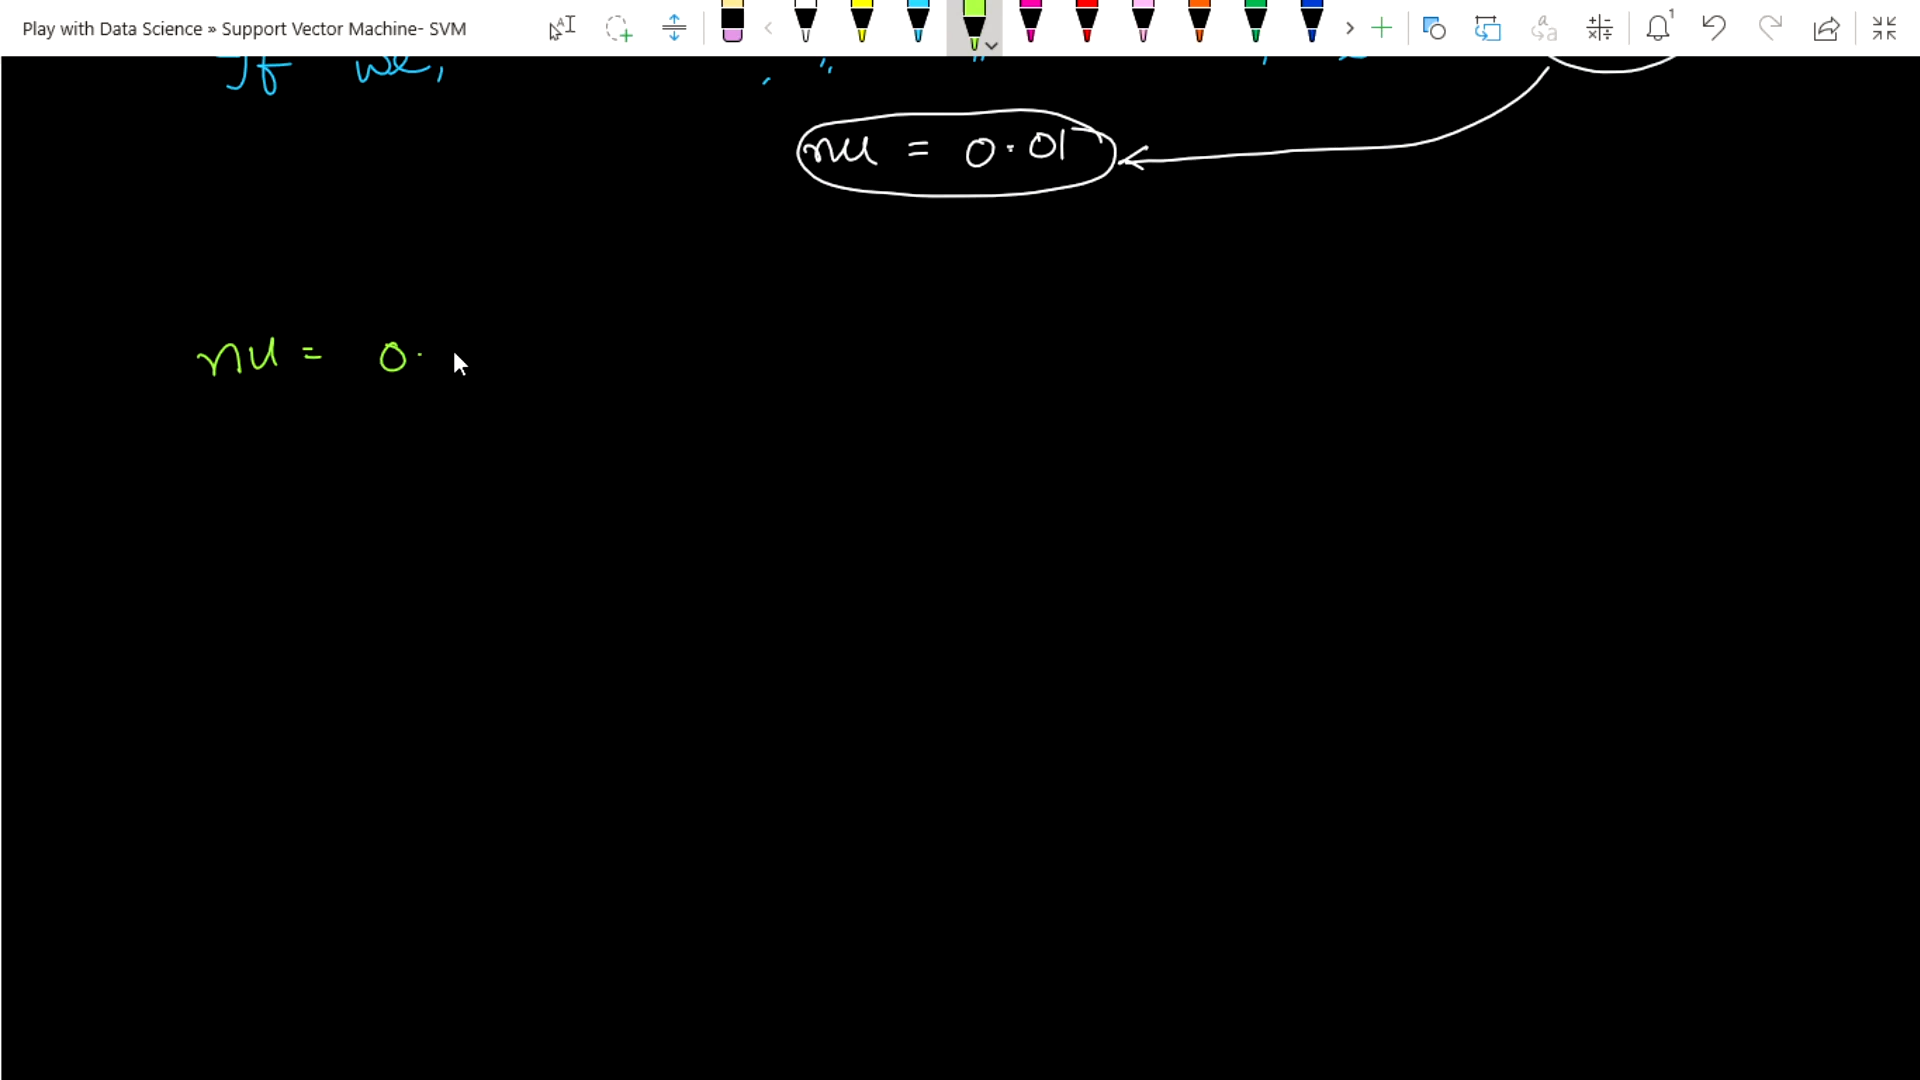 Play with Data Science » Support Vector Machine- SVM
If we,
nu = 0.01
nu = 0.